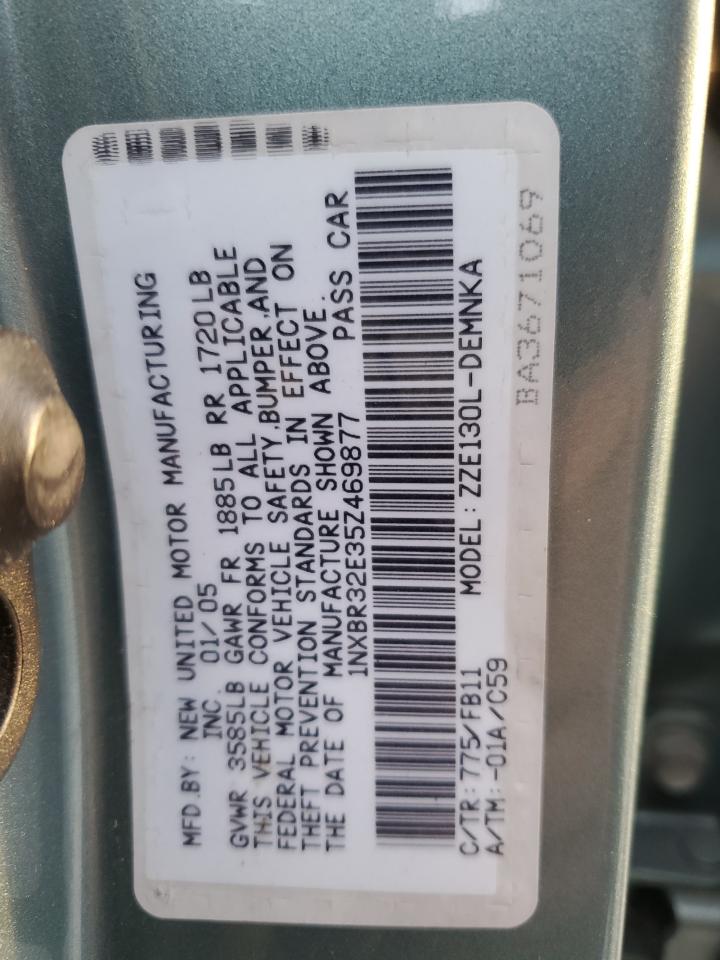 MFD.BY: NEW UNITED MOTOR MANUFACTURING
INC. 01/05
GVWR 3585LB GAWR FR 1885LB RR 1720LB
THIS VEHICLE CONFORMS TO ALL APPLICABLE
FEDERAL MOTOR VEHICLE SAFETY,BUMPER,AND
THEFT PREVENTION STANDARDS IN EFFECT ON
THE DATE OF MANUFACTURE SHOWN ABOVE.
1NXBR32E35Z469877 PASS CAR
C/TR:775/FB11 MODEL:ZZE130L-DEMNKA
A/TM:-01A/C59
BA3671069